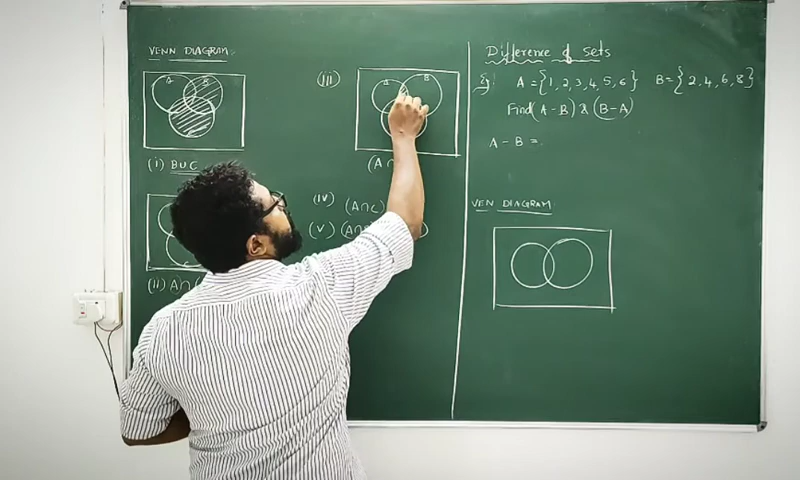 VENN DIAGRAM
A B
(i) BUC
C
(ii) A∩
(iii)
A B
(A
(iv) (A∩C)
(v) (A∩
Difference of Sets
A = {1, 2, 3, 4, 5, 6} B = {2, 4, 6, 8}
Find (A - B) & (B - A)
A - B =
VEN DIAGRAM